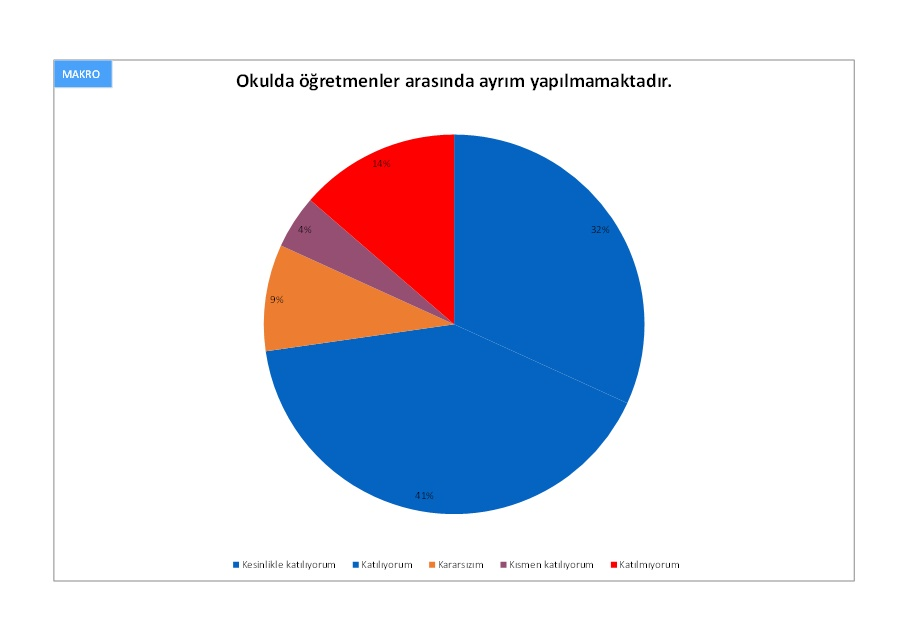 MAKRO
Okulda öğretmenler arasında ayrım yapılmamaktadır.
14%
32%
4%
9%
41%
Kesinlikle katılıyorum Katılıyorum Kararsızım Kısmen katılıyorum Katılmıyorum